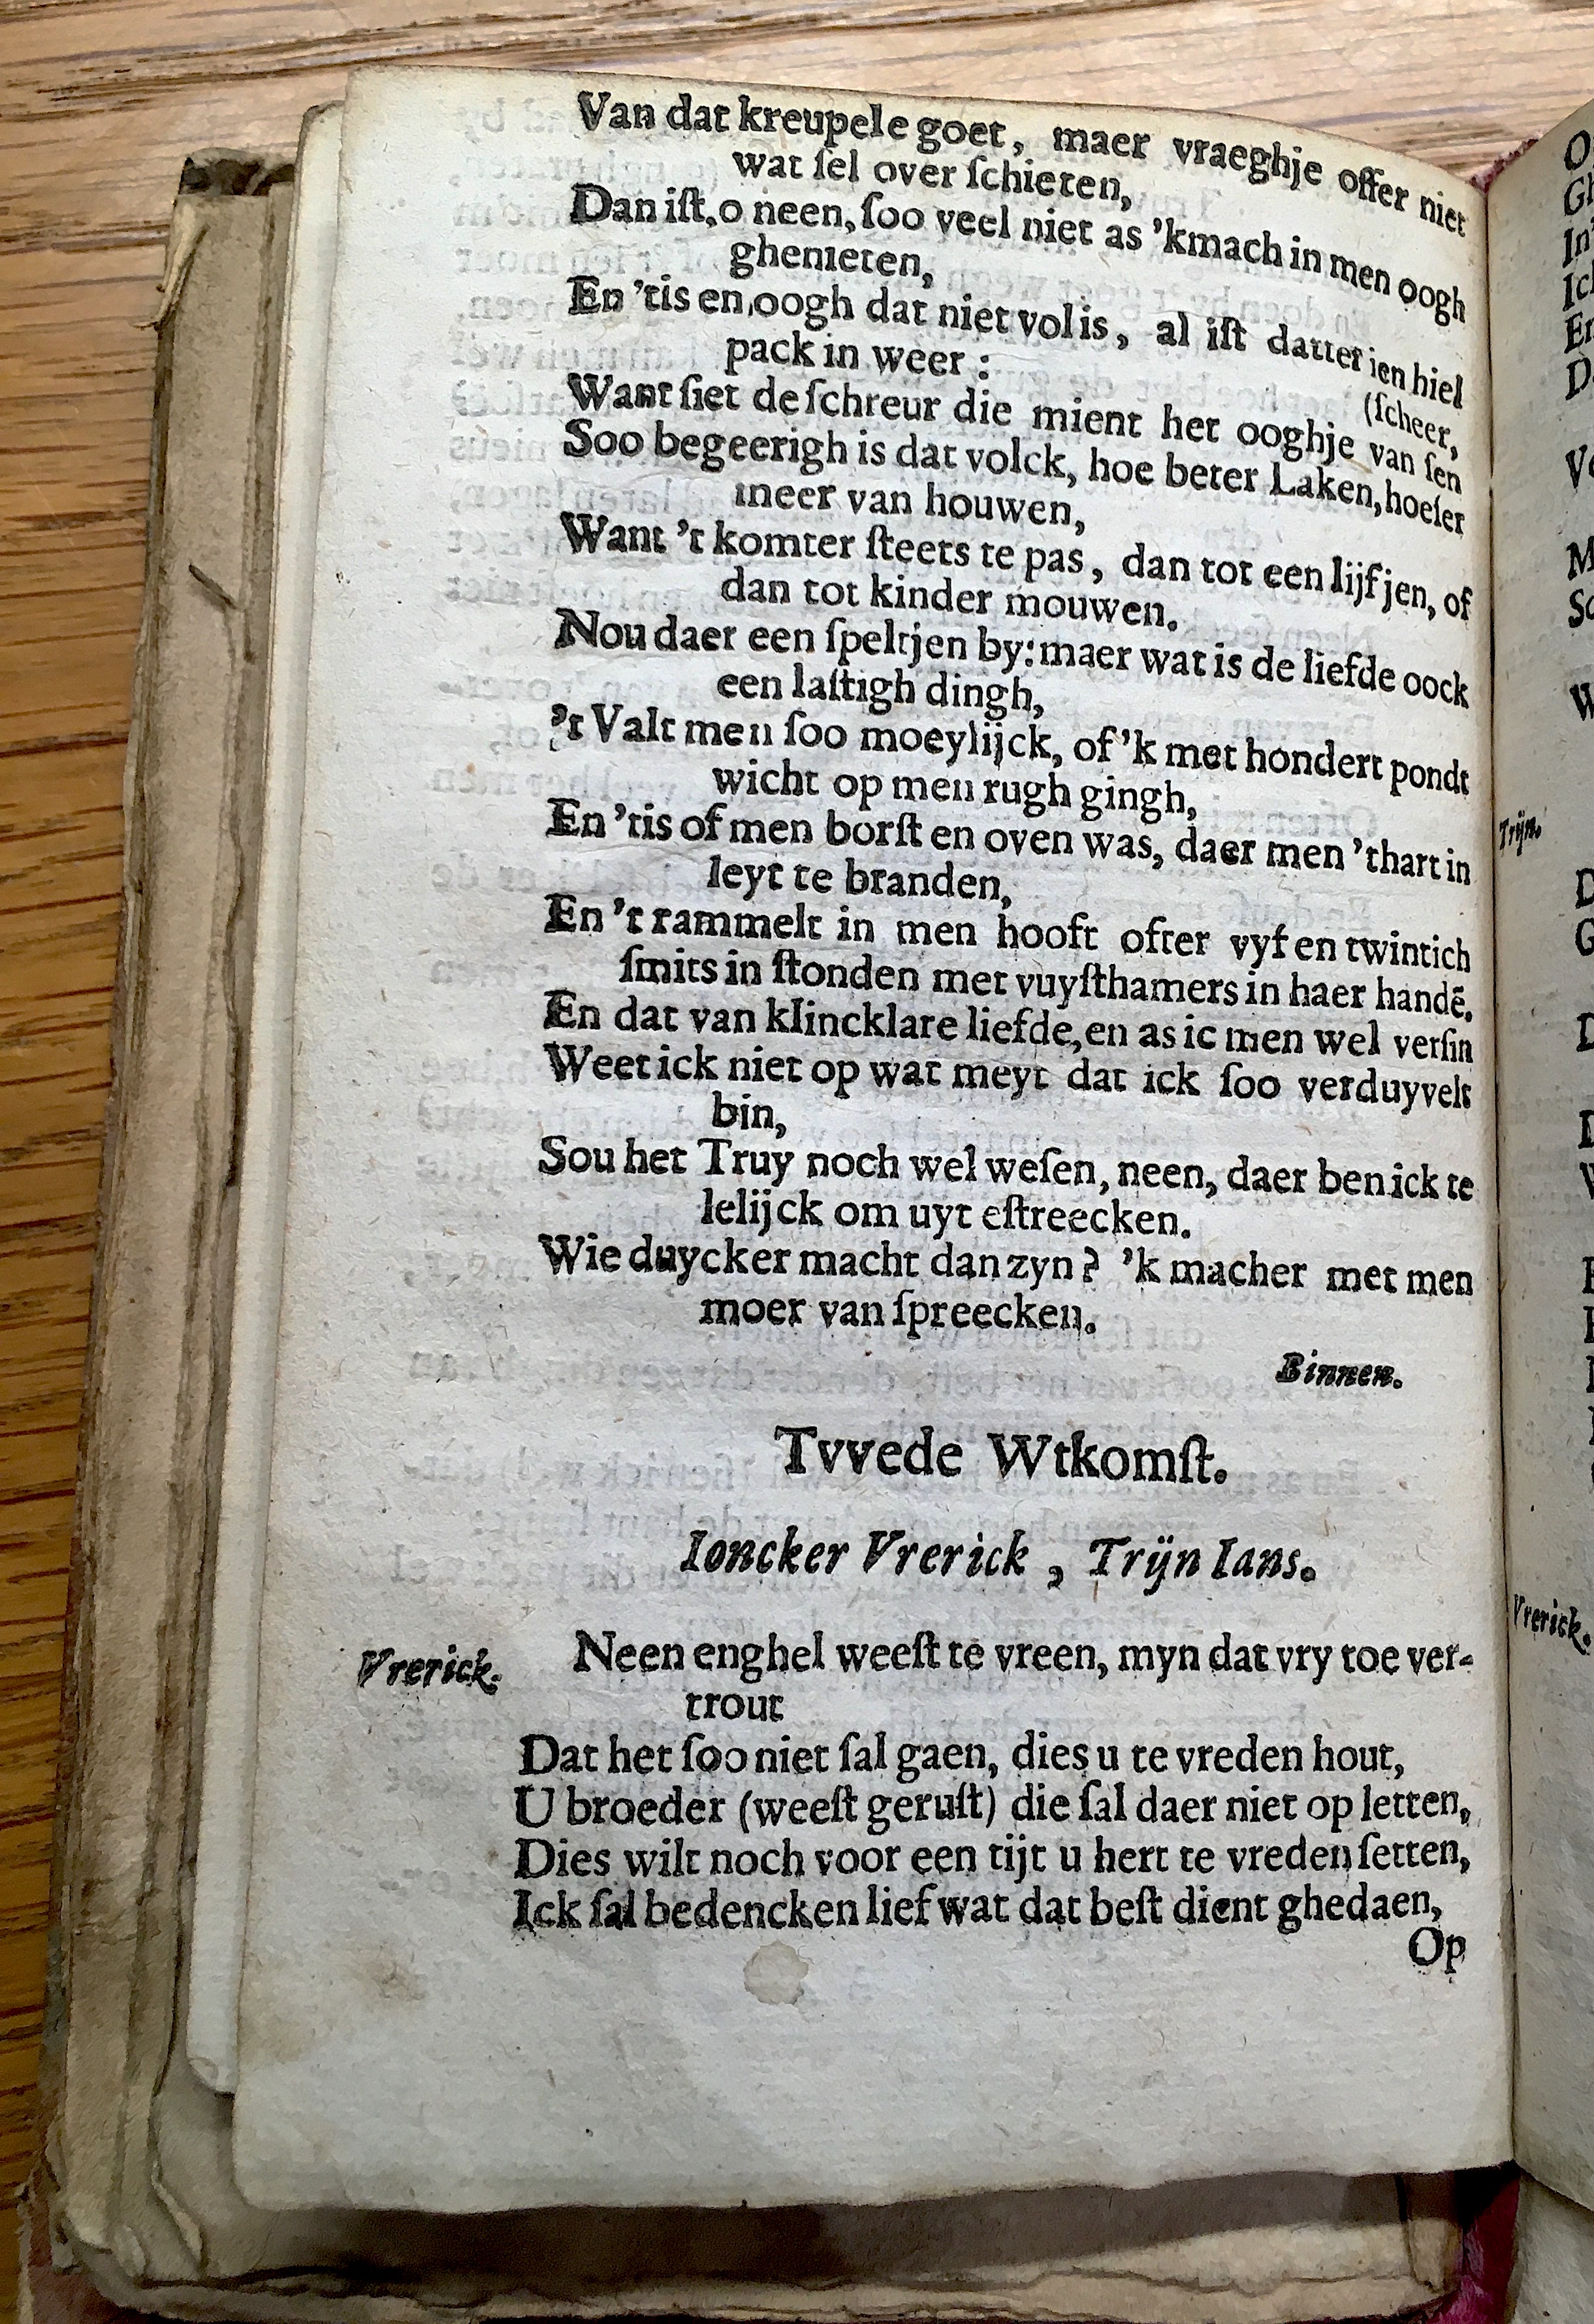 Van dat kreupele goet, maer vraeghje offer niet
wat sel over schieten,
Dan ist, o neen, soo veel niet as 'kmach in men oogh
ghenieten,
En 'tis en oogh dat niet vol is, al ist datter ien hiel
pack in weer :
(scheer,
Want siet de schreur die mient het ooghje van sen
Soo begeerigh is dat volck, hoe beter Laken, hoeser
meer van houwen,
Want 't komter steets te pas, dan tot een lijfjen, of
dan tot kinder mouwen.
Nou daer een speltjen by: maer wat is de liefde oock
een lastigh dingh,
't Valt men soo moeylijck, of 'k met hondert pondt
wicht op men rugh gingh,
En 'tis of men borst en oven was, daer men 'thart in
leyt te branden,
En 't rammelt in men hooft ofter vyf en twintich
smits in stonden met vuysthamers in haer handē.
En dat van klincklare liefde, en as ic men wel versin
Weet ick niet op wat meyt dat ick soo verduyvelt
bin,
Sou het Truy noch wel wesen, neen, daer ben ick te
lelijck om uyt estreecken.
Wie duycker macht dan zyn? 'k macher met men
moer van spreecken.
Binnen.
Tvvede Wtkomst.
Ioncker Vrerick, Trijn Ians.
Vrerick. Neen enghel weest te vreen, myn dat vry toe ver-
trout
Dat het soo niet sal gaen, dies u te vreden hout,
U broeder (weest gerust) die sal daer niet op letten,
Dies wilt noch voor een tijt u hert te vreden setten,
Ick sal bedencken lief wat dat best dient ghedaen,
Op
Trijn.
Vrerick.